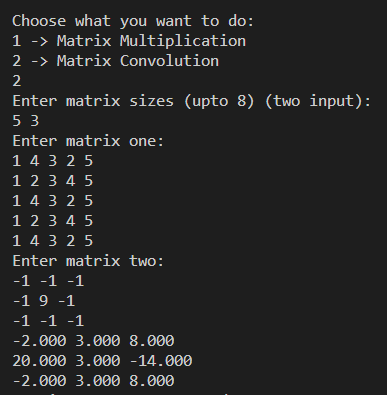 Choose what you want to do:
1 -> Matrix Multiplication
2 -> Matrix Convolution
2
Enter matrix sizes (upto 8) (two input):
5 3
Enter matrix one:
1 4 3 2 5
1 2 3 4 5
1 4 3 2 5
1 2 3 4 5
1 4 3 2 5
Enter matrix two:
-1 -1 -1
-1 9 -1
-1 -1 -1
-2.000 3.000 8.000
20.000 3.000 -14.000
-2.000 3.000 8.000